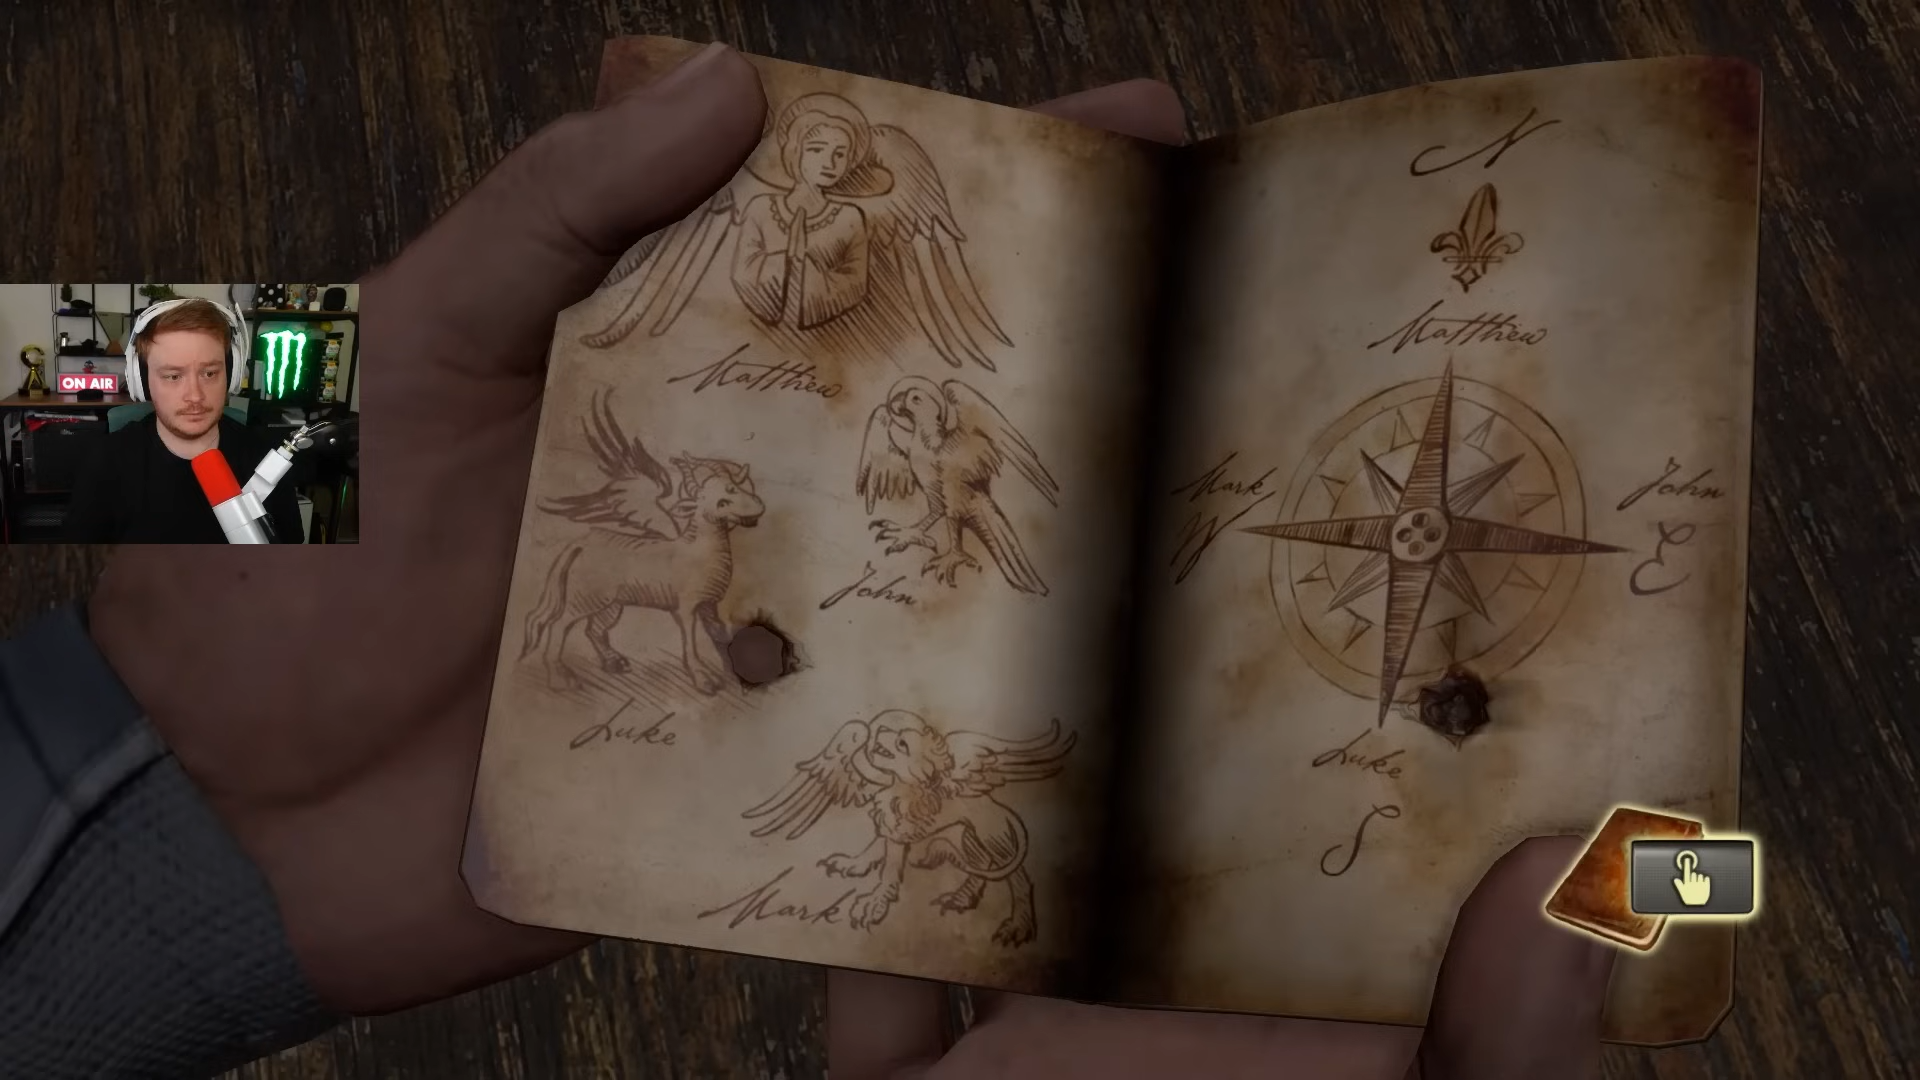 Matthew
John
Luke
Mark
N
Matthew
Mark
W
John
E
Luke
S
ON AIR